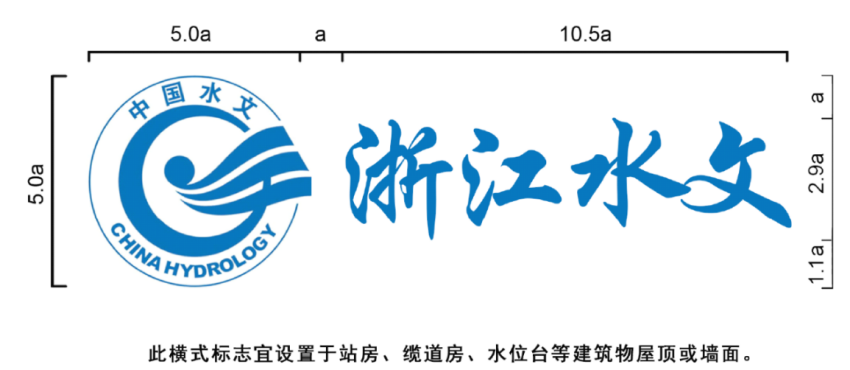 5.0a a 10.5a
5.0a
中国水文
CHINA HYDROLOGY
浙江水文
a
2.9a
1.1a
此横式标志宜设置于站房、缆道房、水位台等建筑物屋顶或墙面。